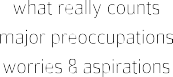 what really counts
major preoccupations
worries & aspirations